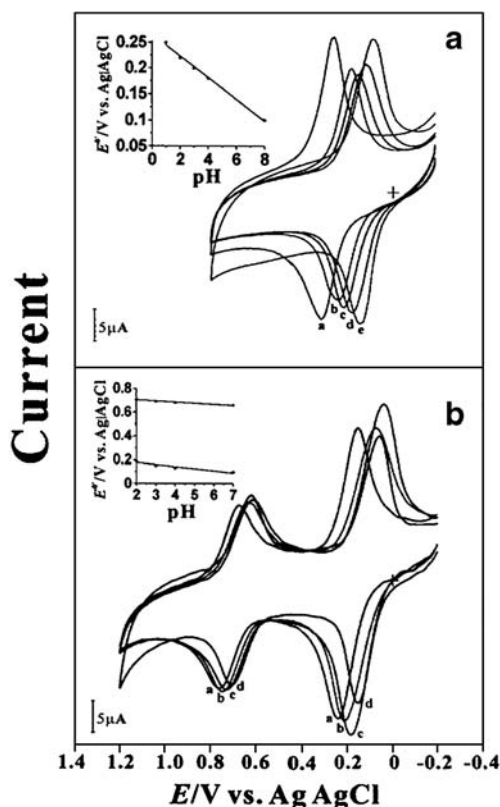 Current
a
0.25
0.2
0.15
0.1
0.05
E°'/V vs. Ag|AgCl
0 2 4 6 8
pH
+
a
b
c
d
e
5µA
b
0.8
0.6
0.4
0.2
0
E°'/V vs. Ag|AgCl
2 3 4 5 6 7
pH
+
a
b
c
d
a
b
c
d
5µA
1.4 1.2 1.0 0.8 0.6 0.4 0.2 0 -0.2 -0.4
E/V vs. Ag AgCl